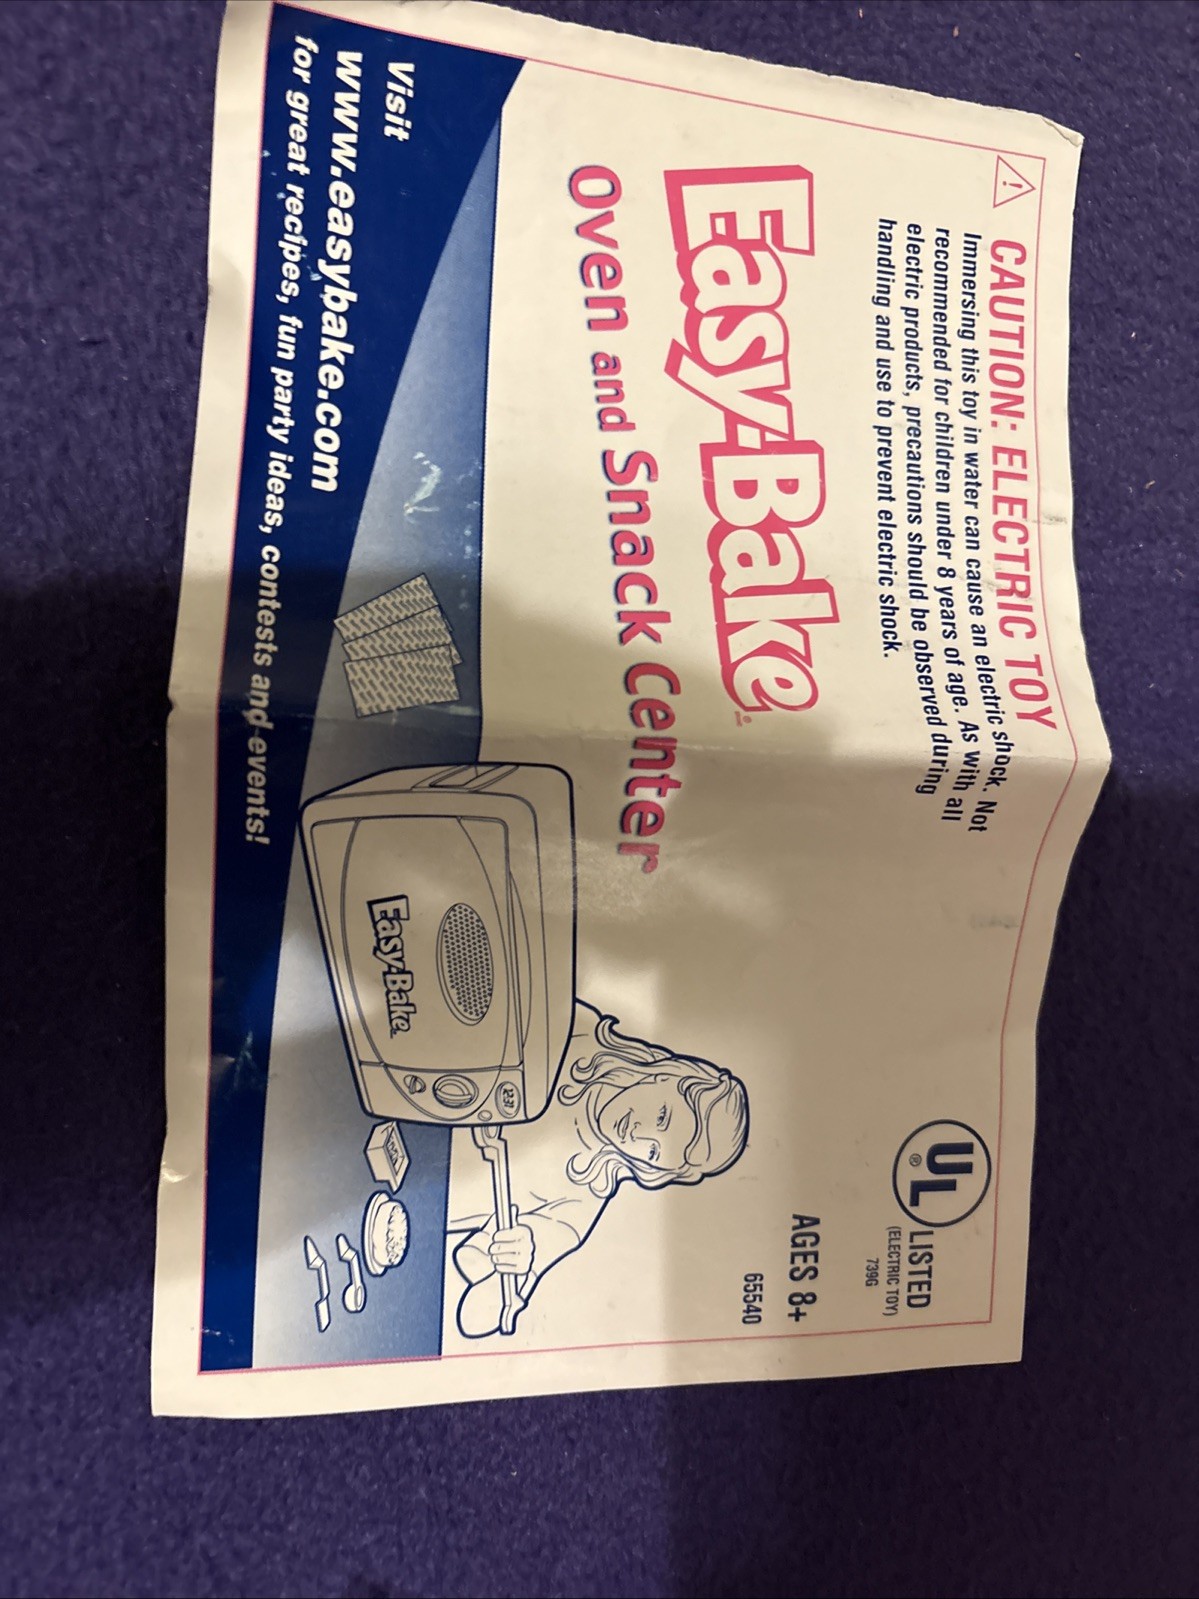 CAUTION: ELECTRIC TOY
Immersing this toy in water can cause an electric shock. Not
recommended for children under 8 years of age. As with all
electric products, precautions should be observed during
handling and use to prevent electric shock.
UL
®
LISTED
(ELECTRIC TOY)
739G
AGES 8+
65540
Easy-Bake
Oven and Snack Center
Easy-Bake
Visit
www.easybake.com
for great recipes, fun party ideas, contests and events!